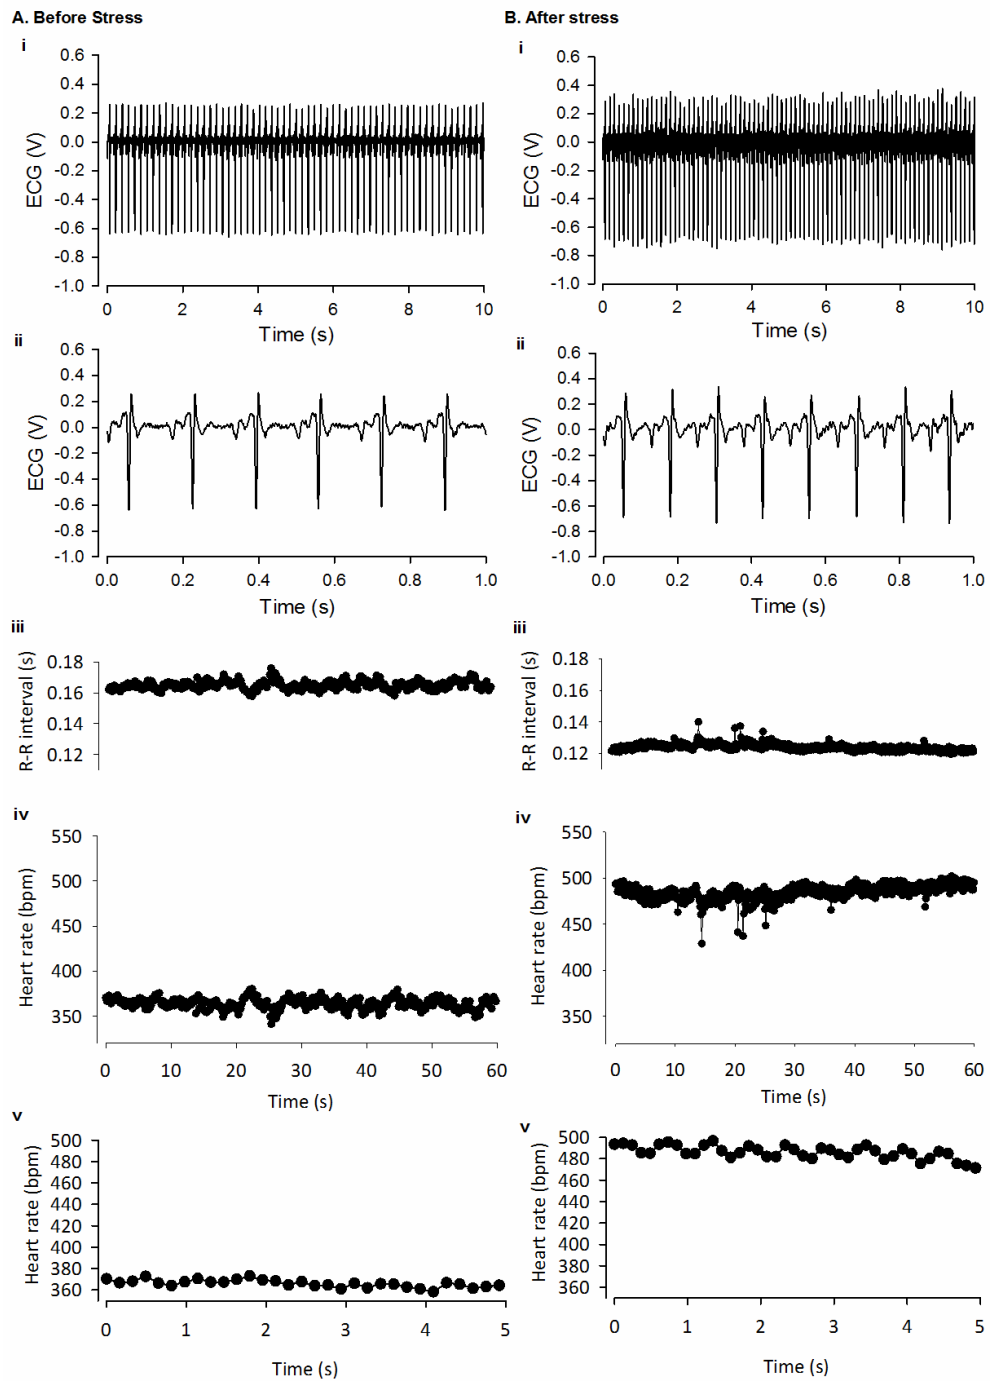 A. Before Stress
i
0.6
0.4
0.2
0.0
-0.2
-0.4
-0.6
-0.8
-1.0
ECG (V)
0 2 4 6 8 10
Time (s)
ii
0.6
0.4
0.2
0.0
-0.2
-0.4
-0.6
-0.8
-1.0
ECG (V)
0.0 0.2 0.4 0.6 0.8 1.0
Time (s)
iii
0.18
0.16
0.14
0.12
R-R interval (s)
iv
550
500
450
400
350
Heart rate (bpm)
0 10 20 30 40 50 60
Time (s)
v
500
480
460
440
420
400
380
360
Heart rate (bpm)
0 1 2 3 4 5
Time (s)
B. After stress
i
0.6
0.4
0.2
0.0
-0.2
-0.4
-0.6
-0.8
-1.0
ECG (V)
0 2 4 6 8 10
Time (s)
ii
0.6
0.4
0.2
0.0
-0.2
-0.4
-0.6
-0.8
-1.0
ECG (V)
0.0 0.2 0.4 0.6 0.8 1.0
Time (s)
iii
0.18
0.16
0.14
0.12
R-R interval (s)
iv
550
500
450
400
350
Heart rate (bpm)
0 10 20 30 40 50 60
Time (s)
v
500
480
460
440
420
400
380
360
Heart rate (bpm)
0 1 2 3 4 5
Time (s)